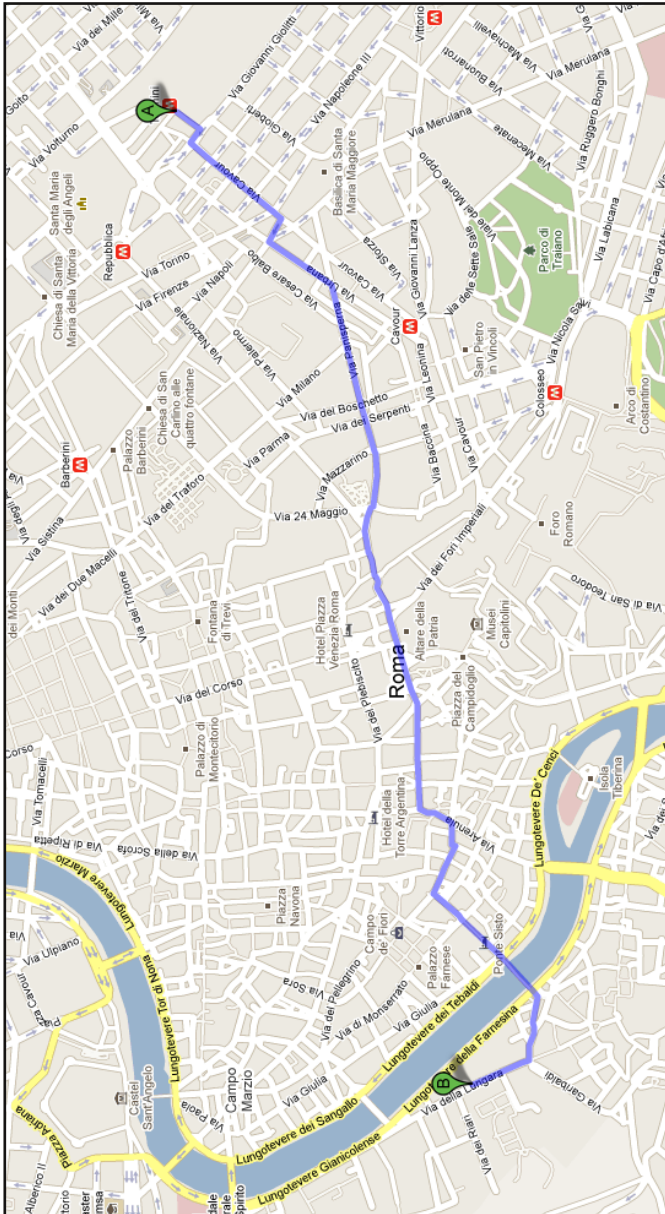 Alberico II
Piazza Adriana
Piazza Cavour
Via Ulpiano
Via di Ripetta
Via Tomacelli
Corso
dei Monti
Via Sistina
Via dei Due Macelli
Barberini
Goito
Via Volturno
Via dei Mille
Castel
Sant'Angelo
Lungotevere Marzio
Lungotevere Tor di Nona
Via della Scrofa
Palazzo di
Montecitorio
Via del Corso
Via del Tritone
Fontana
di Trevi
Via del Traforo
Palazzo
Barberini
Chiesa di San
Carlino alle
quattro fontane
Chiesa di Santa
Maria della Vittoria
Santa Maria
degli Angeli
Repubblica
Via Torino
Via Firenze
Via Nazionale
Via Napoli
Via Palermo
Via Milano
Via Parma
A
Via Giovanni Giolitti
Via Gioberti
Via Cavour
Via Napoleone III
Spirito
Via Paola
Campo
Marzio
Piazza
Navona
Via Sora
Via Giulia
Via del Pellegrino
Via di Monserrato
Campo
de' Fiori
Hotel della
Torre Argentina
Via del Plebiscito
Hotel Piazza
Venezia Roma
Via 24 Maggio
Via Mazzarino
Via dei Serpenti
Via del Boschetto
Via Panisperna
Via Urbana
Via Cesare Balbo
Basilica di Santa
Maria Maggiore
Via Cavour
Via Sforza
Vittorio
Lungotevere dei Sangallo
Lungotevere Gianicolense
Lungotevere dei Tebaldi
Via Giulia
Palazzo
Farnese
Roma
Altare della
Patria
Via dei Fori Imperiali
Via Baccina
Via Leonina
Cavour
Via Giovanni Lanza
Via Merulana
Via Machiavelli
Via Buonarroti
B
Via della Lungara
Lungotevere della Farnesina
Via dei Riari
Ponte Sisto
Via Arenula
Piazza del
Campidoglio
Musei
Capitolini
Via Cavour
San Pietro
in Vincoli
Via delle Sette Sale
Viale del Monte Oppio
Via Mecenate
Via Merulana
Via Garibaldi
Lungotevere De' Cenci
Foro
Romano
Colosseo
Via Nicola Salvi
Parco di
Traiano
Via Ruggero Bonghi
Isola
Tiberina
Via di San Teodoro
Arco di
Costantino
Via Labicana
Via Capo d'Af